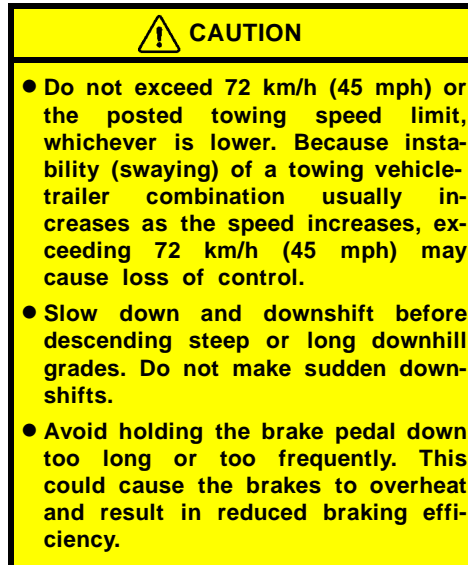 CAUTION
● Do not exceed 72 km/h (45 mph) or
the posted towing speed limit,
whichever is lower. Because insta-
bility (swaying) of a towing vehicle-
trailer combination usually in-
creases as the speed increases, ex-
ceeding 72 km/h (45 mph) may
cause loss of control.
● Slow down and downshift before
descending steep or long downhill
grades. Do not make sudden down-
shifts.
● Avoid holding the brake pedal down
too long or too frequently. This
could cause the brakes to overheat
and result in reduced braking effi-
ciency.